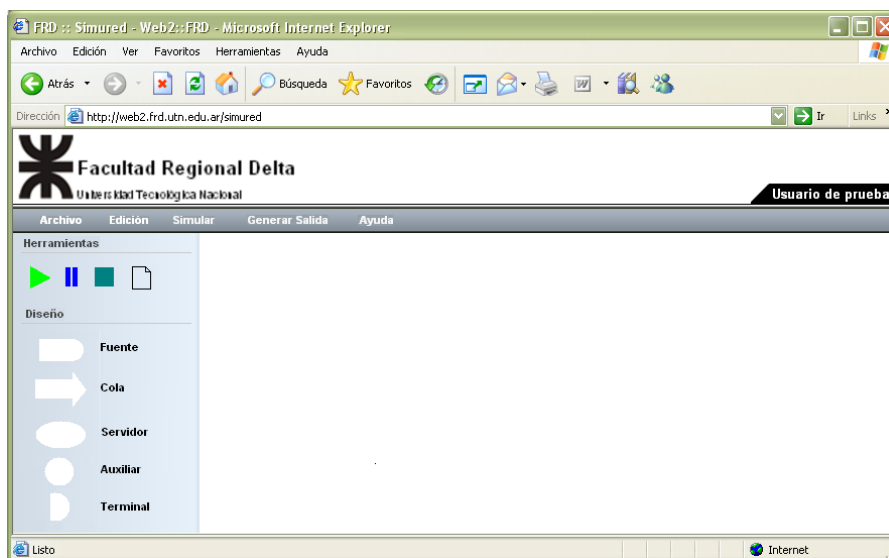 FRD :: Simured - Web2::FRD - Microsoft Internet Explorer
Archivo Edición Ver Favoritos Herramientas Ayuda
Atrás Búsqueda Favoritos
Dirección http://web2.frd.utn.edu.ar/simured Ir Links
Facultad Regional Delta
Universidad Tecnológica Nacional
Usuario de prueba
Archivo Edición Simular Generar Salida Ayuda
Herramientas
Diseño
Fuente
Cola
Servidor
Auxiliar
Terminal
Listo Internet